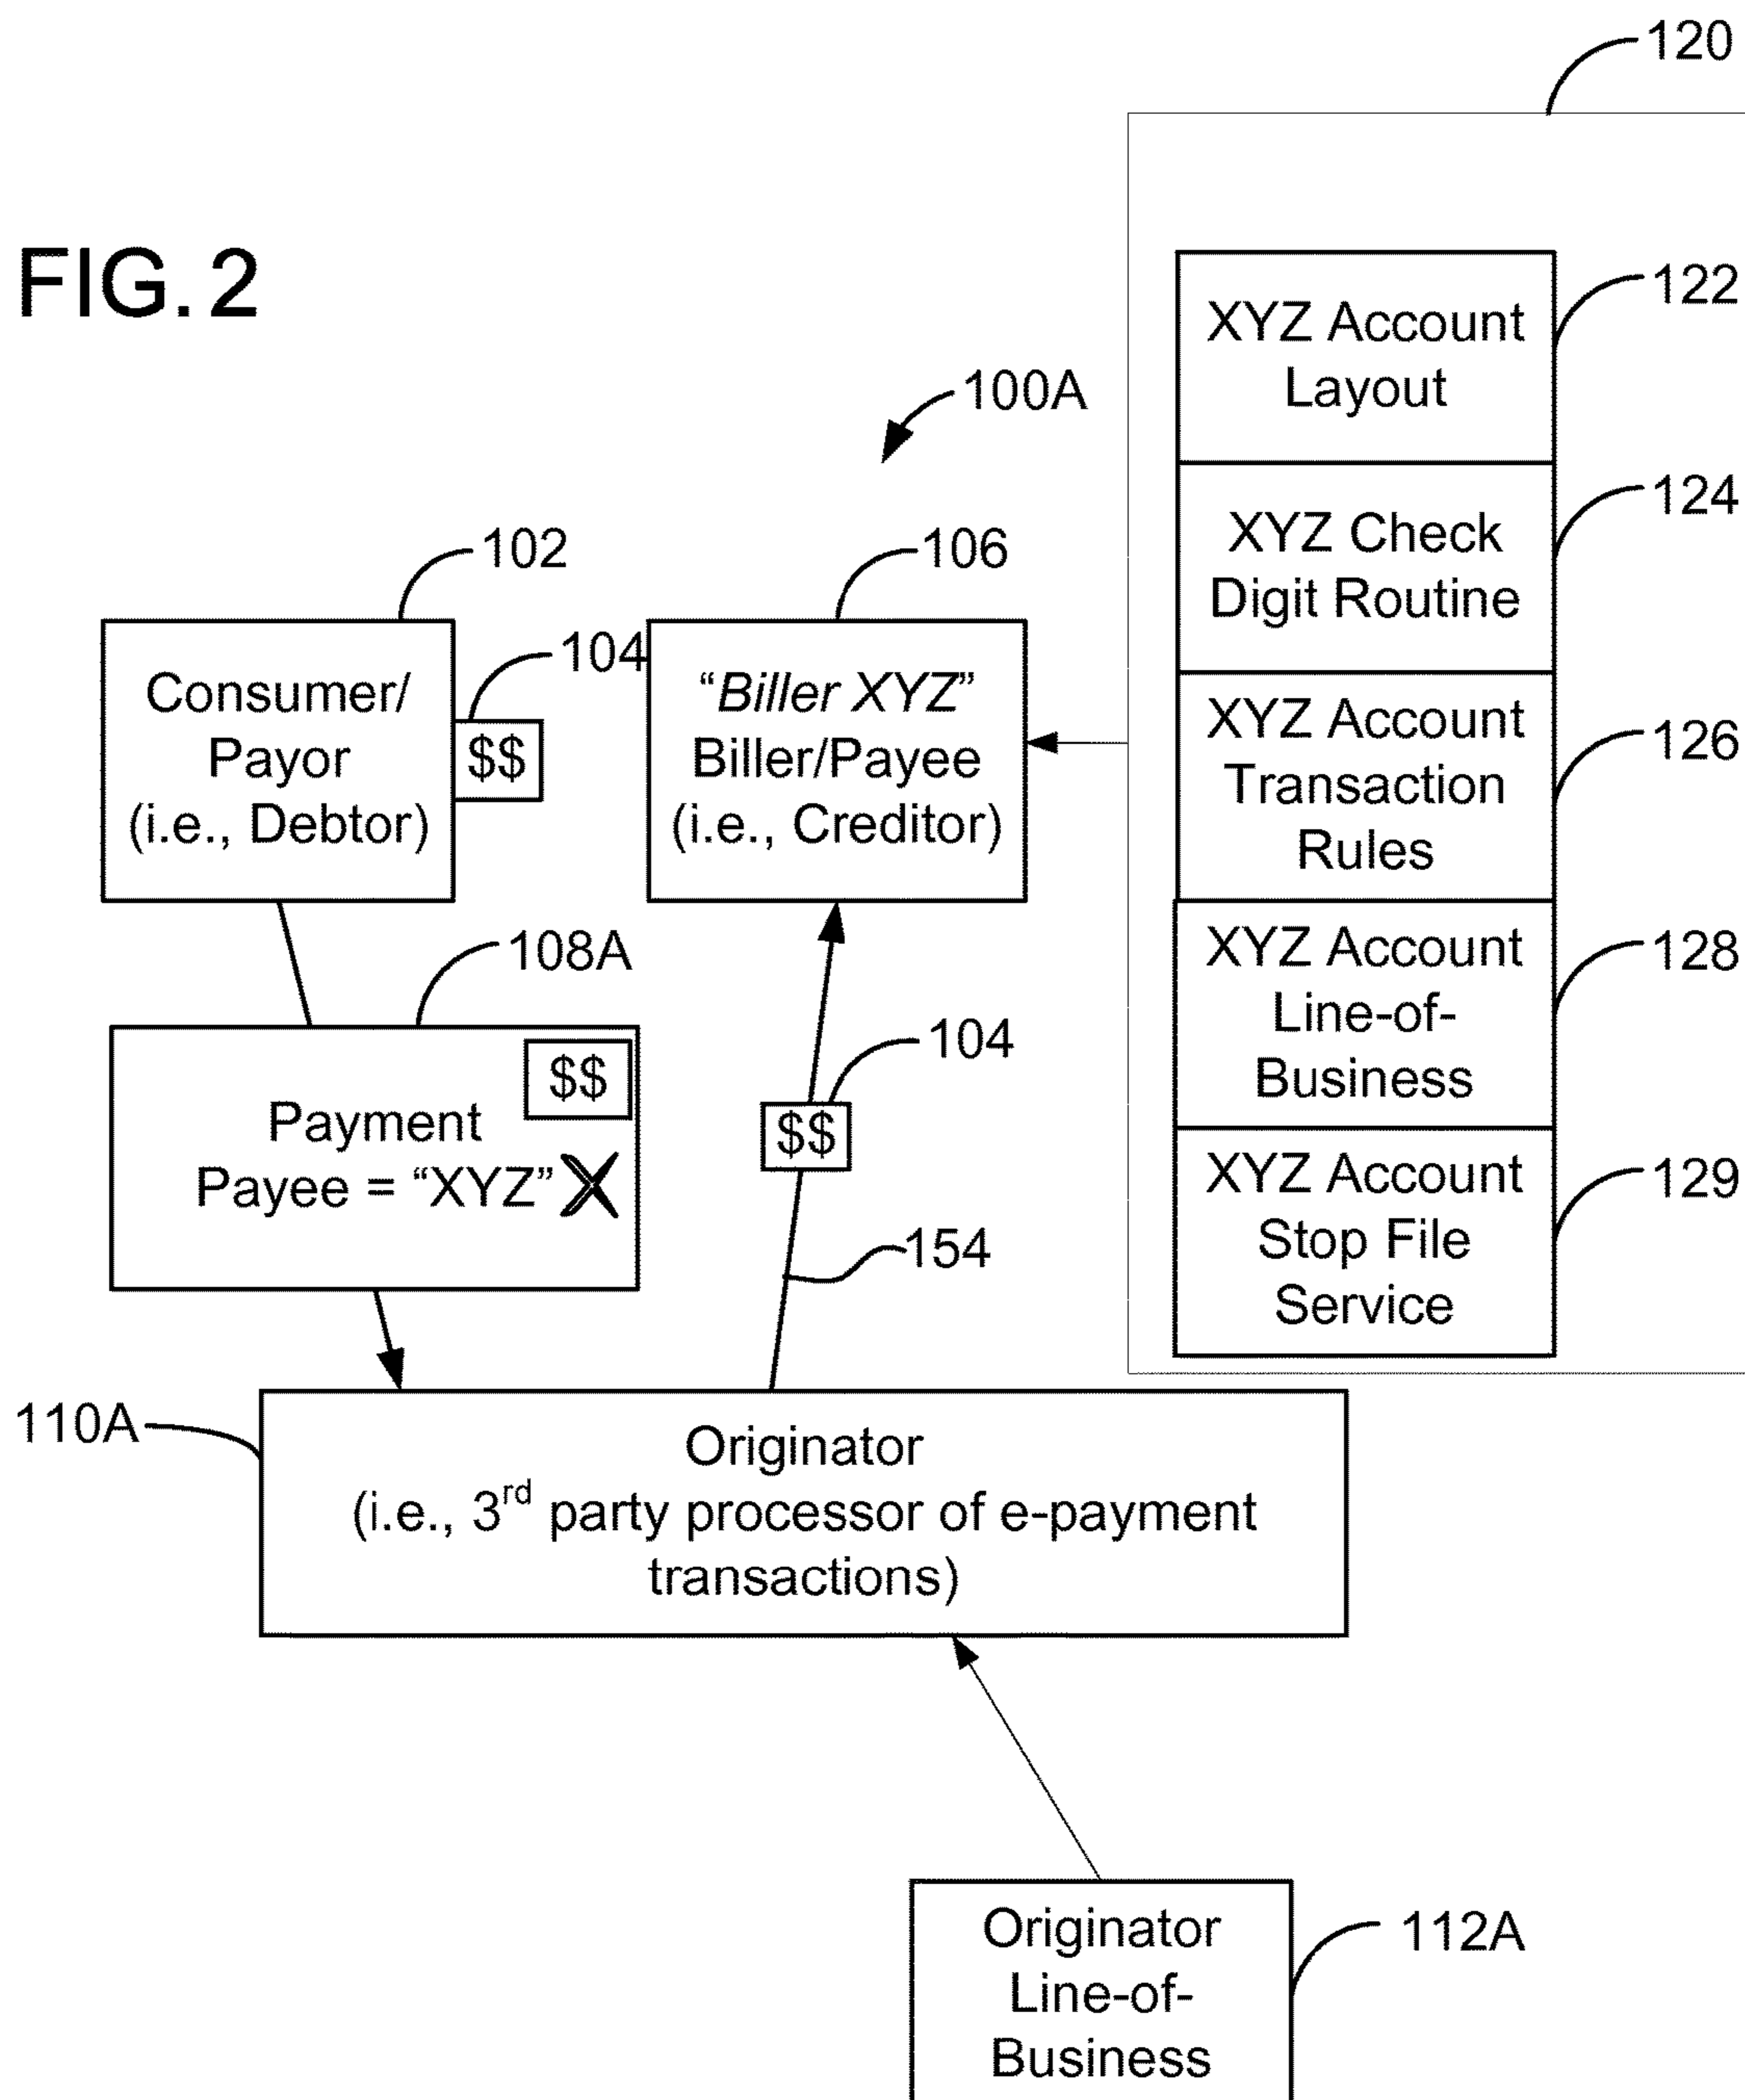 120
FIG. 2
XYZ Account
Layout
122
100A
XYZ Check
Digit Routine
124
102
106
104
Consumer/
Payor
(i.e., Debtor)
$$
“Biller XYZ”
Biller/Payee
(i.e., Creditor)
XYZ Account
Transaction
Rules
126
108A
XYZ Account
Line-of-
Business
128
$$
Payment
Payee = “XYZ” X
104
$$
154
XYZ Account
Stop File
Service
129
110A
Originator
(i.e., 3rd party processor of e-payment
transactions)
Originator
Line-of-
Business
112A